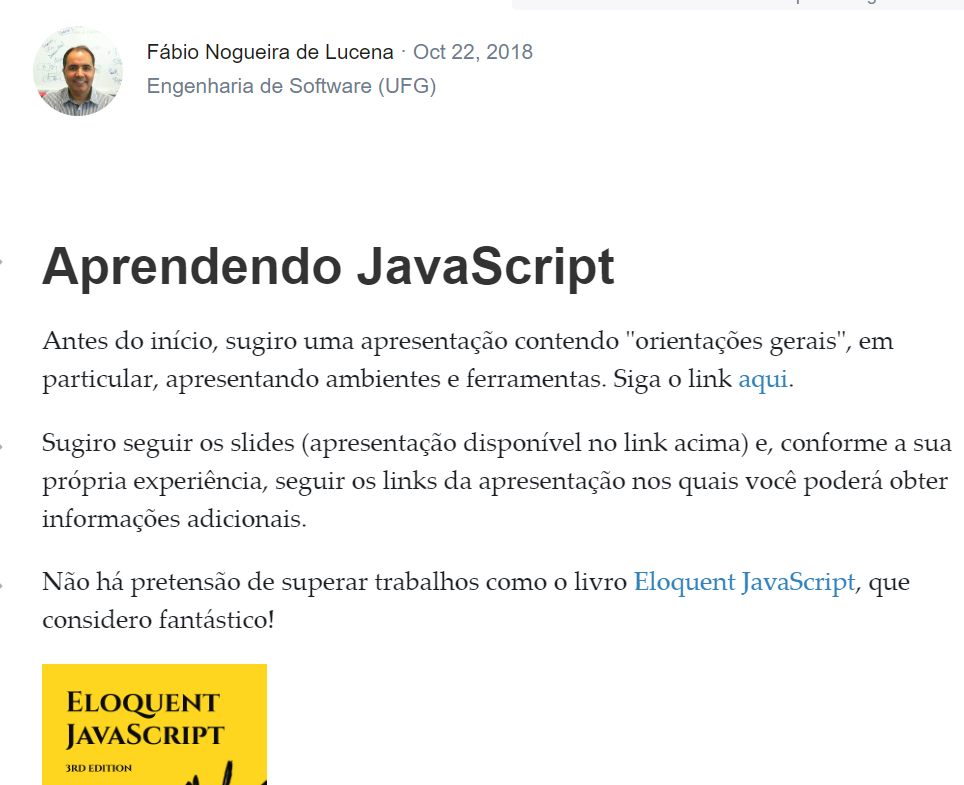 Fábio Nogueira de Lucena · Oct 22, 2018
Engenharia de Software (UFG)
Aprendendo JavaScript
Antes do início, sugiro uma apresentação contendo "orientações gerais", em
particular, apresentando ambientes e ferramentas. Siga o link aqui.
Sugiro seguir os slides (apresentação disponível no link acima) e, conforme a sua
própria experiência, seguir os links da apresentação nos quais você poderá obter
informações adicionais.
Não há pretensão de superar trabalhos como o livro Eloquent JavaScript, que
considero fantástico!
ELOQUENT
JAVASCRIPT
3RD EDITION